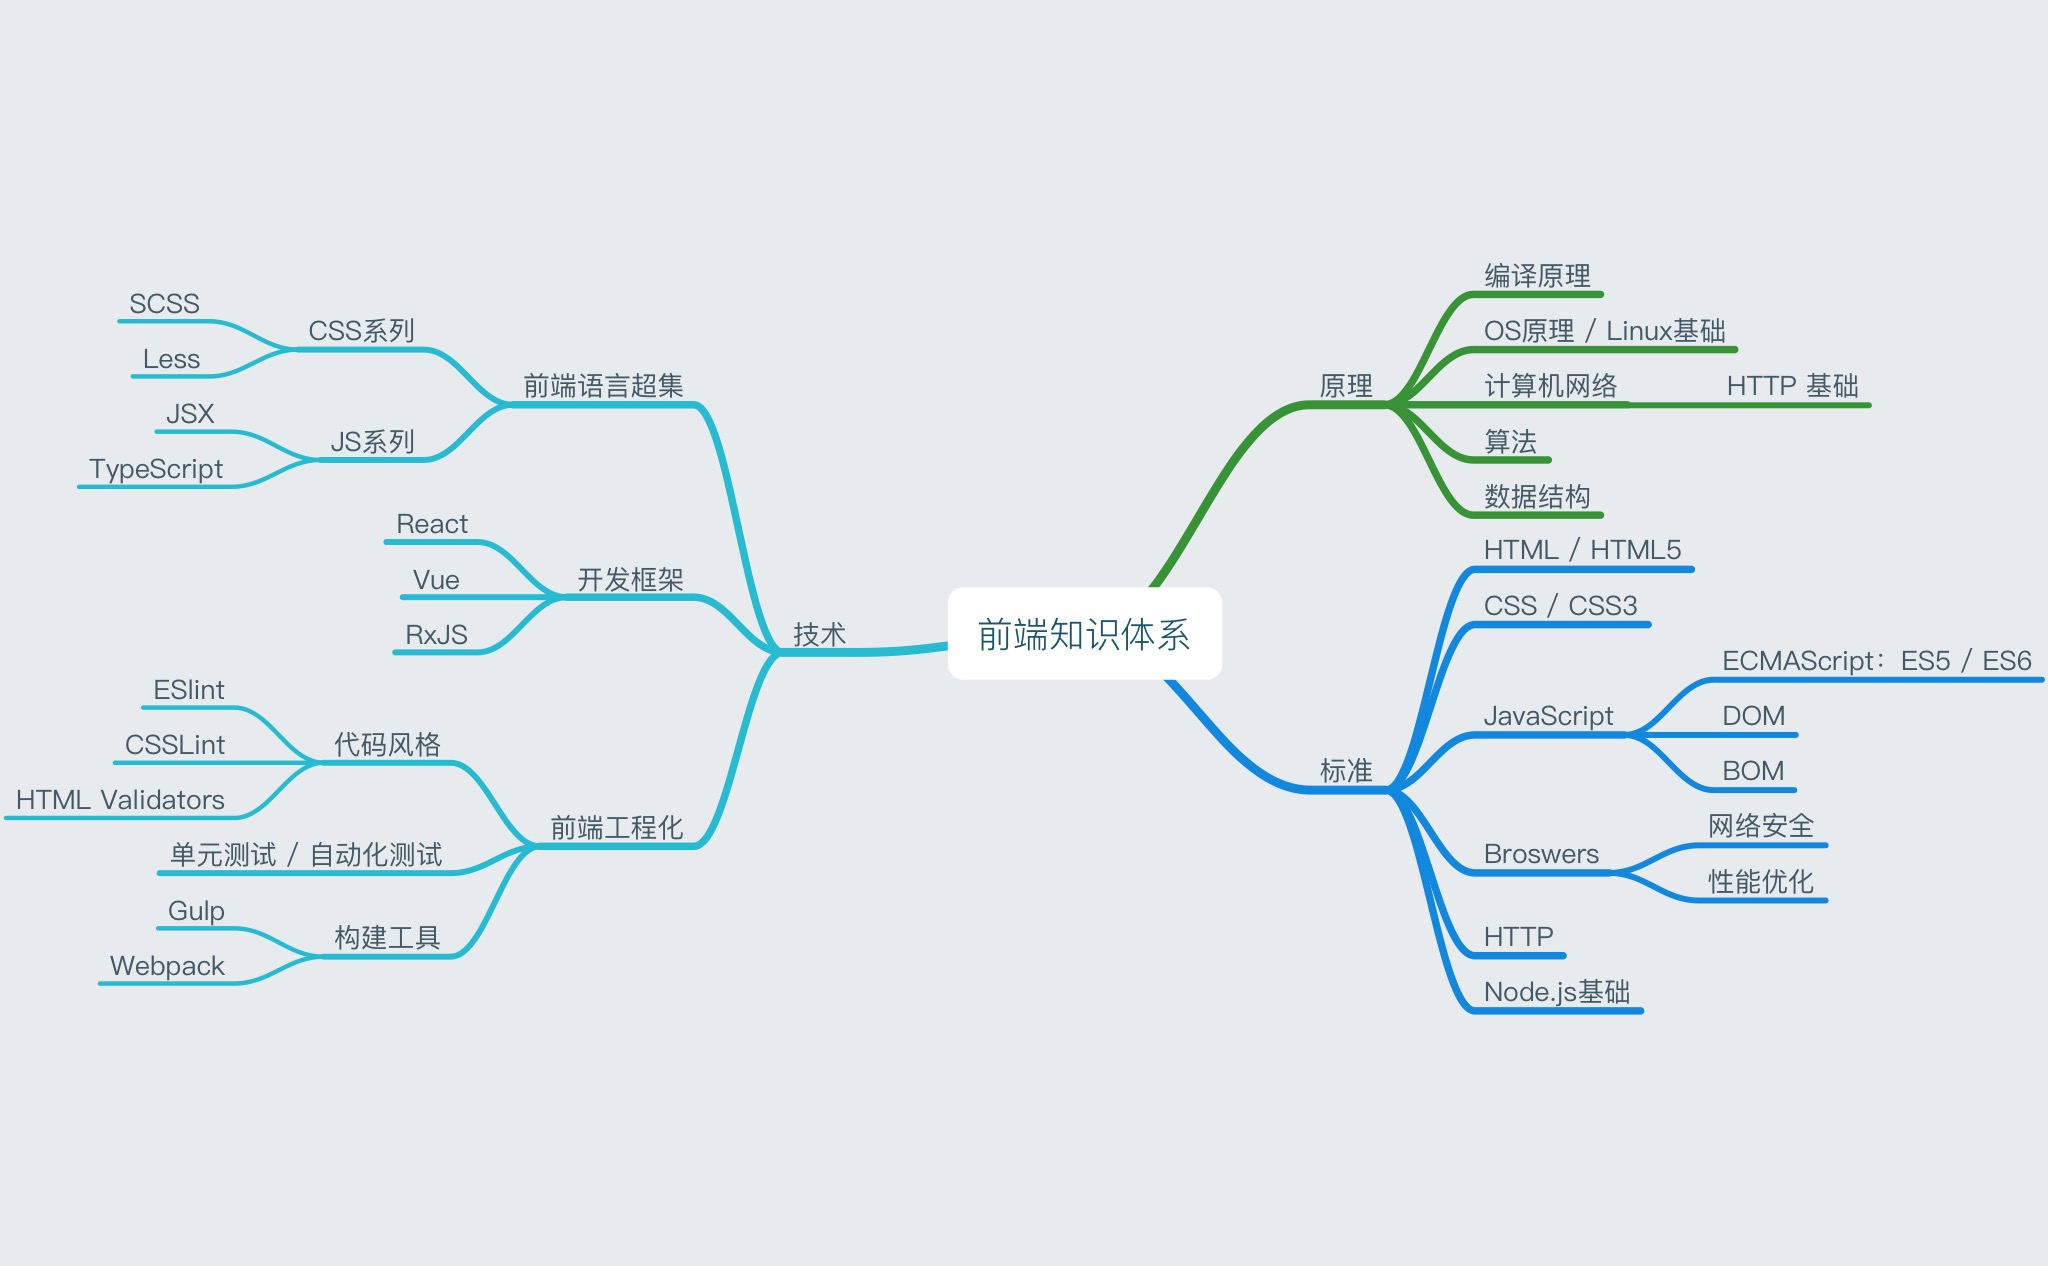 前端知识体系
原理
编译原理
OS原理 / Linux基础
计算机网络
HTTP 基础
算法
数据结构
标准
HTML / HTML5
CSS / CSS3
JavaScript
ECMAScript：ES5 / ES6
DOM
BOM
Broswers
网络安全
性能优化
HTTP
Node.js基础
技术
前端语言超集
CSS系列
SCSS
Less
JS系列
JSX
TypeScript
开发框架
React
Vue
RxJS
前端工程化
代码风格
ESlint
CSSLint
HTML Validators
单元测试 / 自动化测试
构建工具
Gulp
Webpack